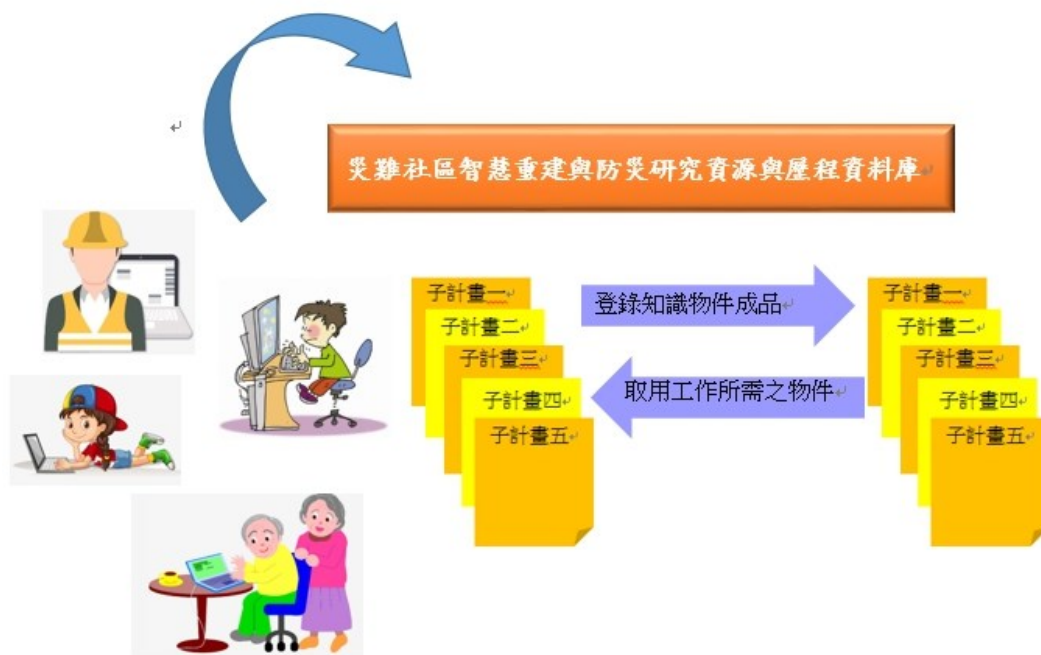 災難社區智慧重建與防災研究資源與歷程資料庫
子計畫一
子計畫二
子計畫三
子計畫四
子計畫五
登錄知識物件成品
取用工作所需之物件
子計畫一
子計畫二
子計畫三
子計畫四
子計畫五